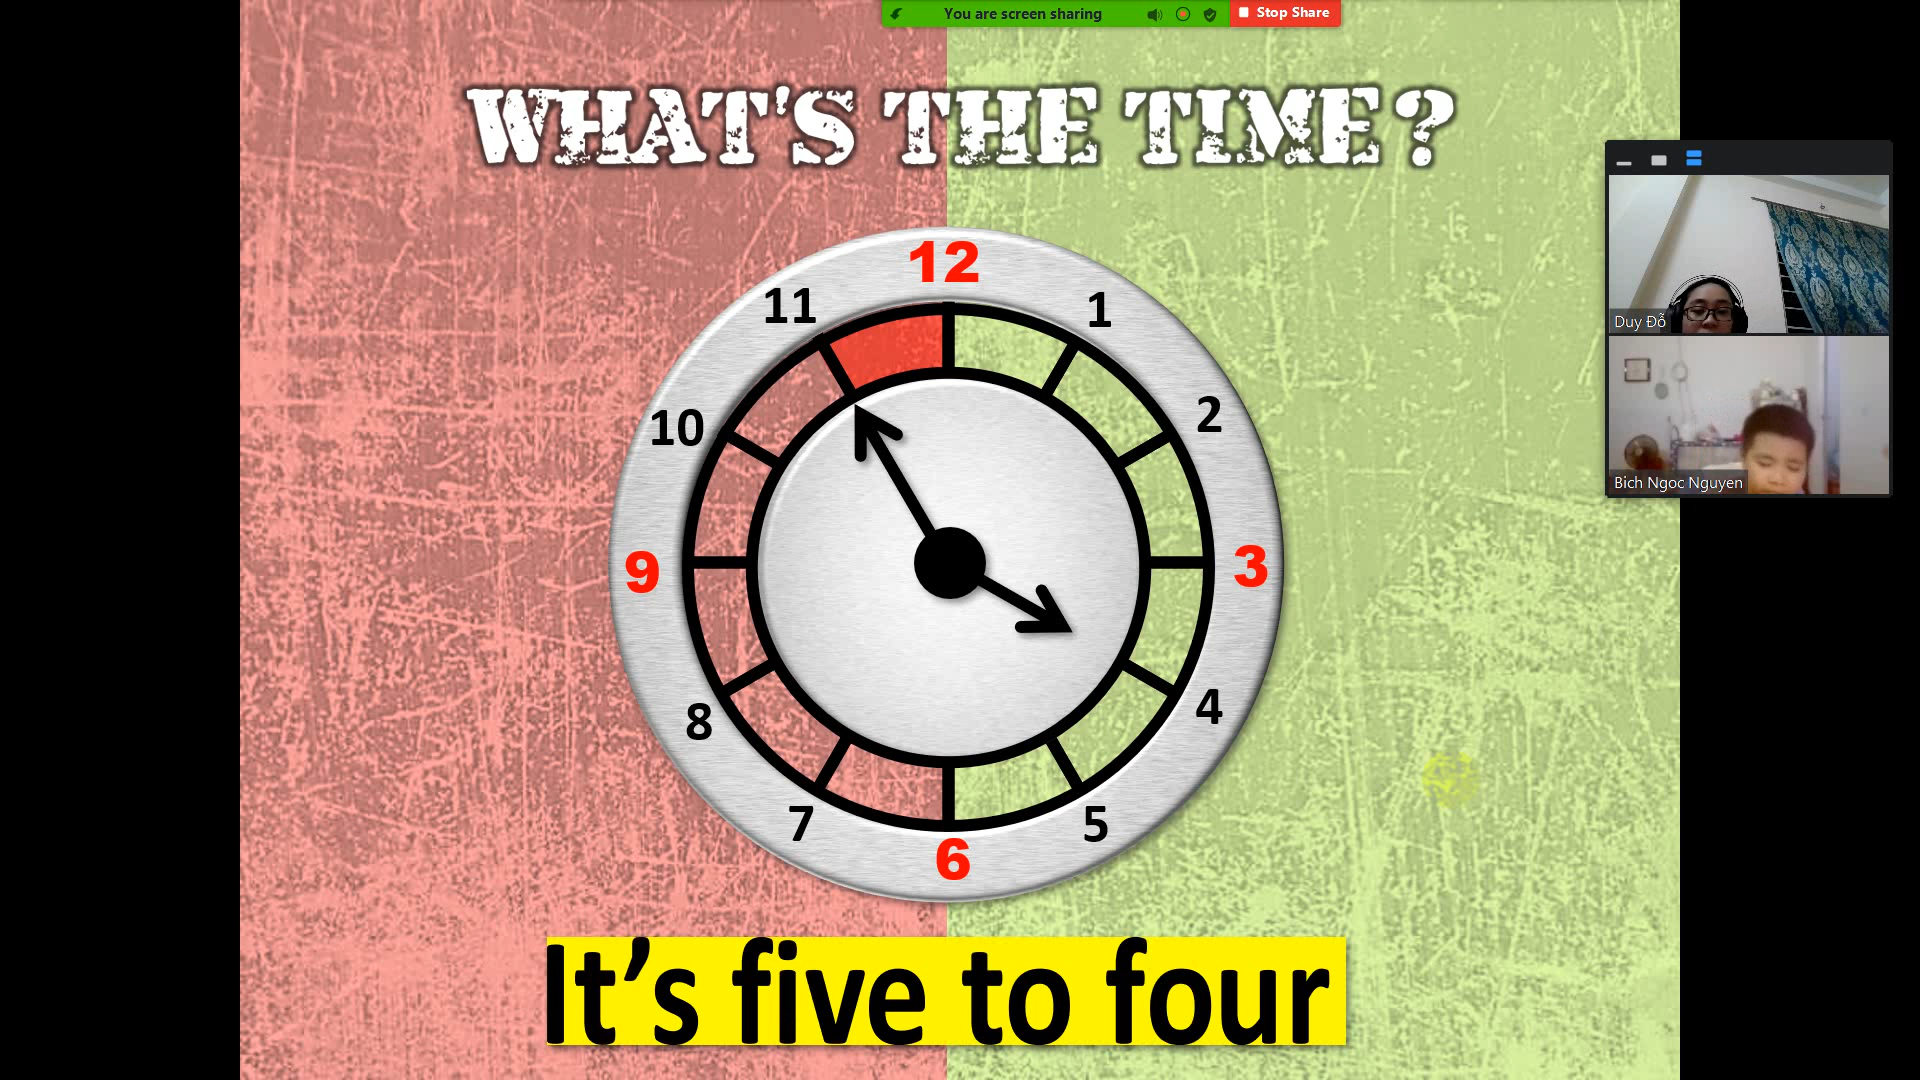 You are screen sharing
Stop Share
WHAT'S THE TIME?
12
11
1
10
2
9
3
8
4
7
5
6
It's five to four
Duy Đỗ
Bich Ngoc Nguyen